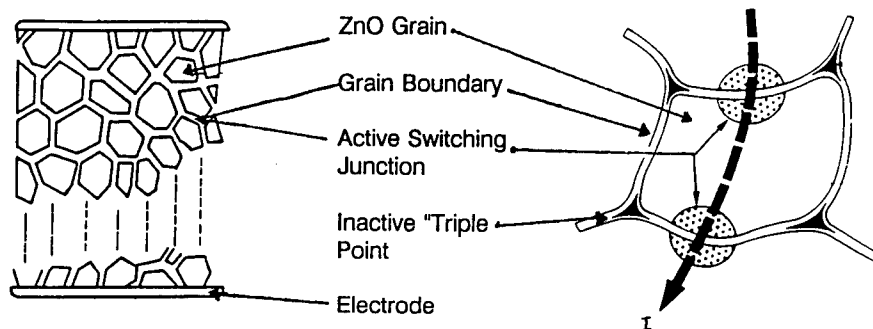 ZnO Grain
Grain Boundary
Active Switching
Junction
Inactive "Triple
Point
Electrode
I